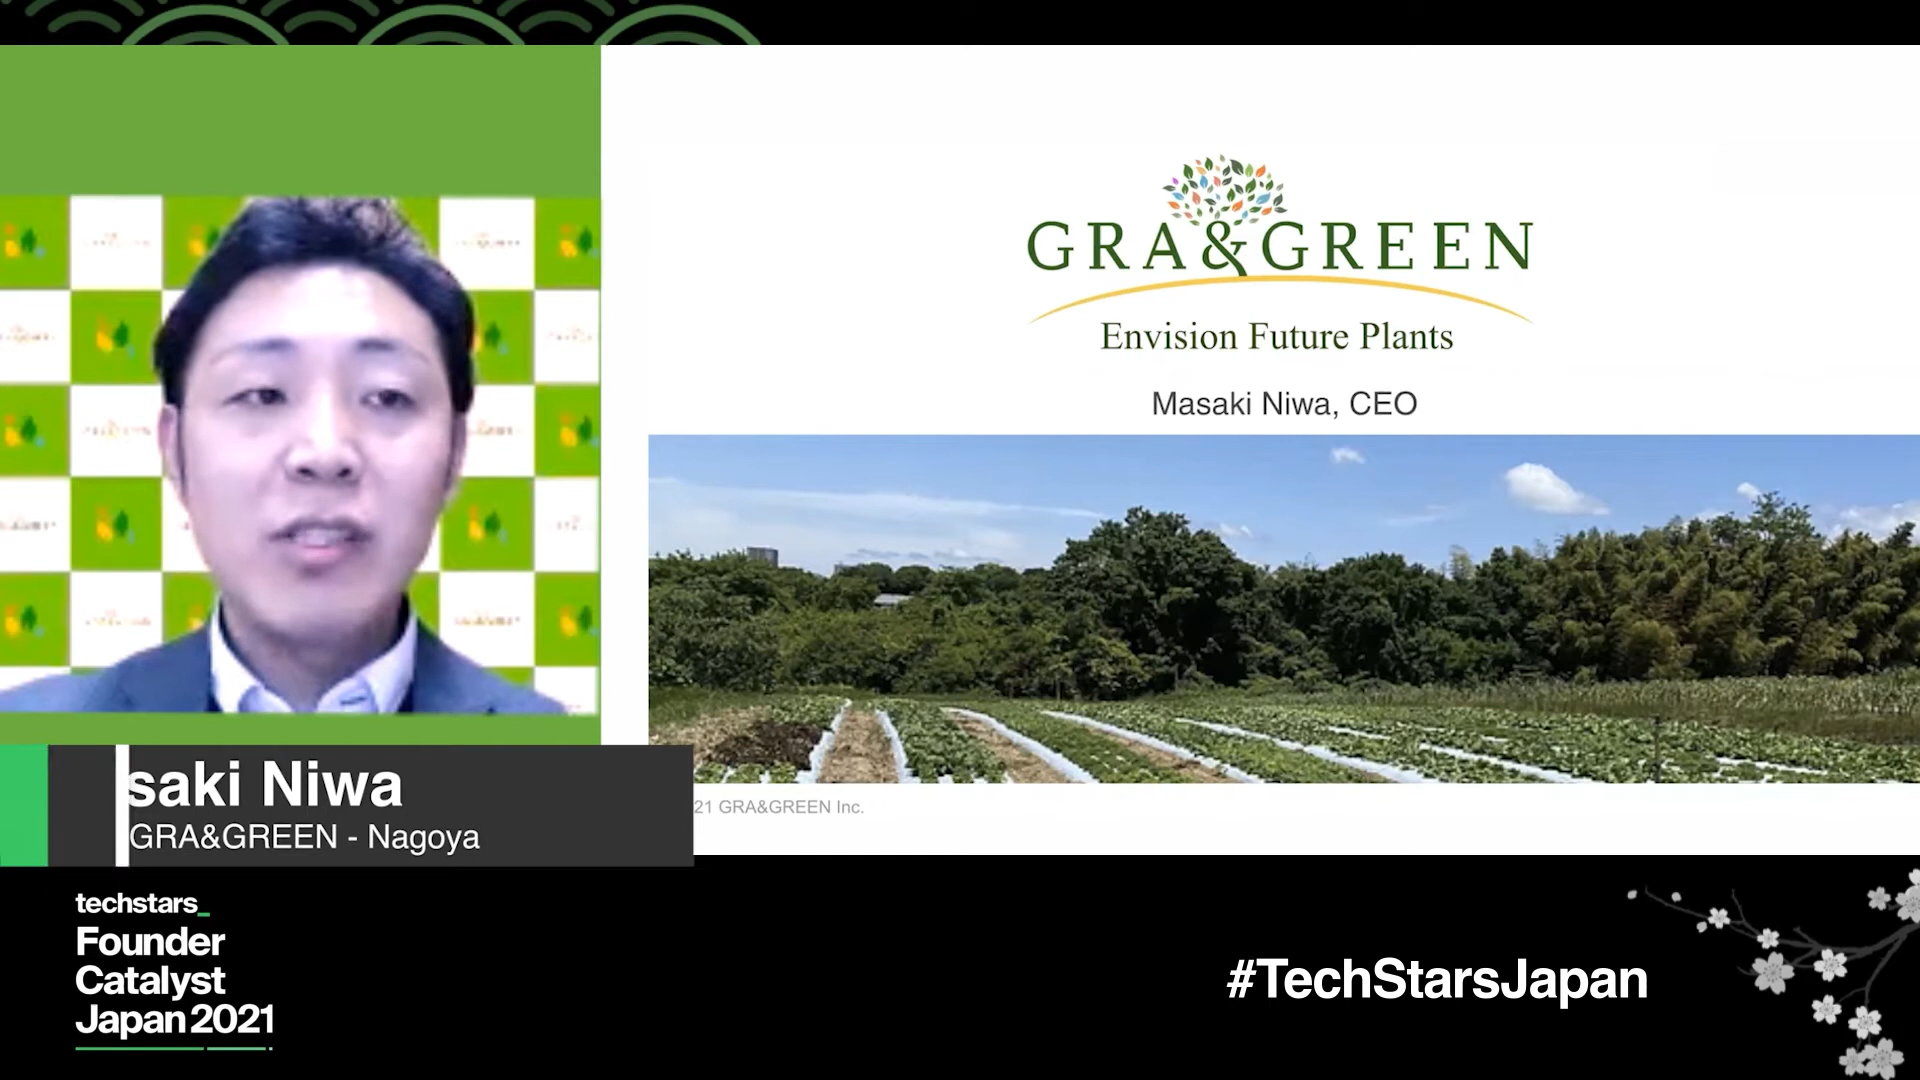 GRA&GREEN
Envision Future Plants
Masaki Niwa, CEO
saki Niwa
GRA&GREEN - Nagoya
21 GRA&GREEN Inc.
techstars_
Founder
Catalyst
Japan 2021
#TechStarsJapan